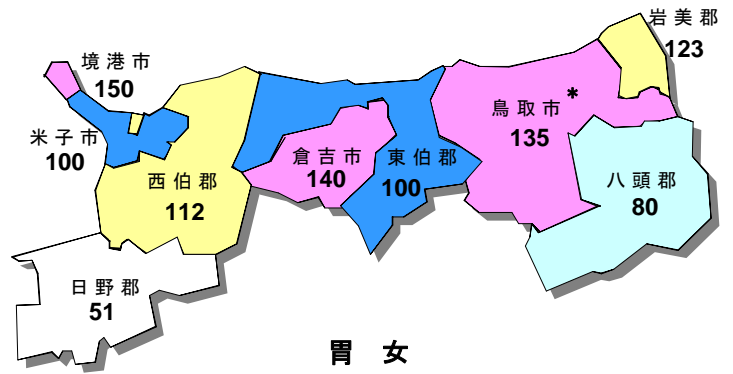 岩美郡
123
境港市
150
鳥取市
*
135
米子市
100
倉吉市
140
東伯郡
100
西伯郡
112
八頭郡
80
日野郡
51
胃 女